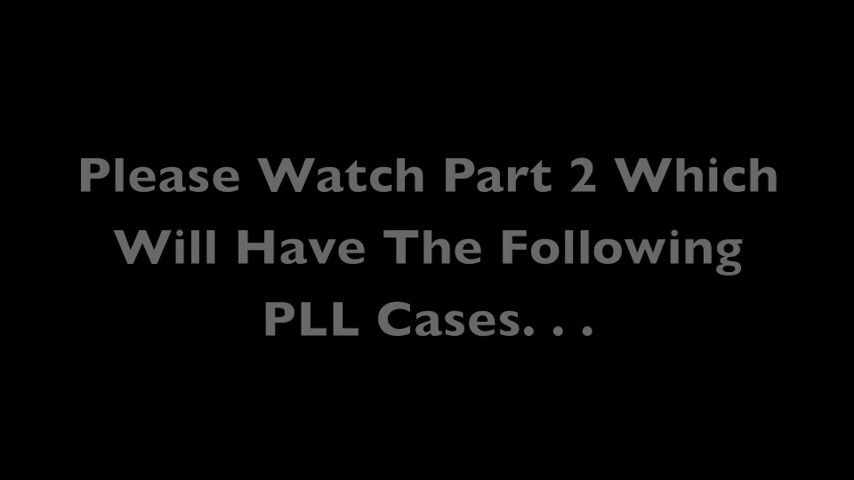 Please Watch Part 2 Which
Will Have The Following
PLL Cases. . .